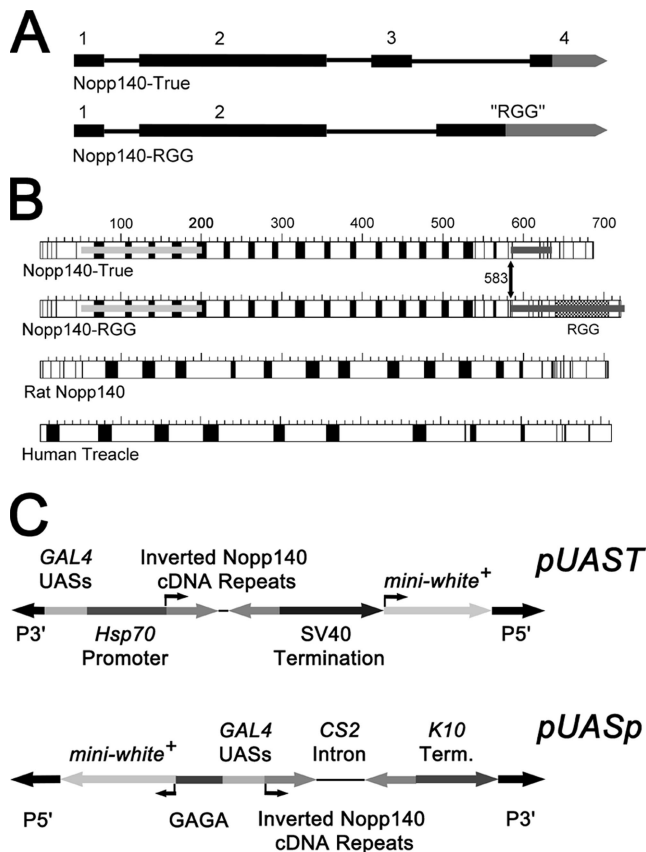 A
1 2 3 4
Nopp140-True
1 2 "RGG"
Nopp140-RGG
B
100 200 300 400 500 600 700
Nopp140-True
583
Nopp140-RGG
RGG
Rat Nopp140
Human Treacle
C
GAL4
UASs
Inverted Nopp140
cDNA Repeats
mini-white+
pUAST
P3'
Hsp70
Promoter
SV40
Termination
P5'
pUASp
mini-white+
GAL4
UASs
CS2
Intron
K10
Term.
P5'
GAGA
Inverted Nopp140
cDNA Repeats
P3'